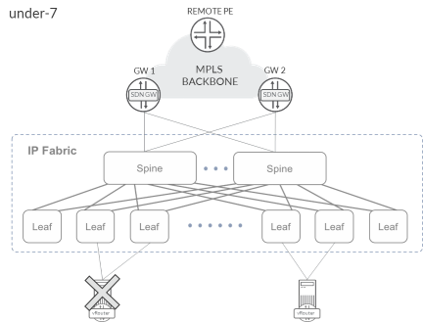 under-7
REMOTE PE
MPLS
BACKBONE
GW 1
GW 2
SDN GW
SDN GW
IP Fabric
Spine
Spine
Leaf
Leaf
Leaf
Leaf
Leaf
Leaf
vRouter
vRouter